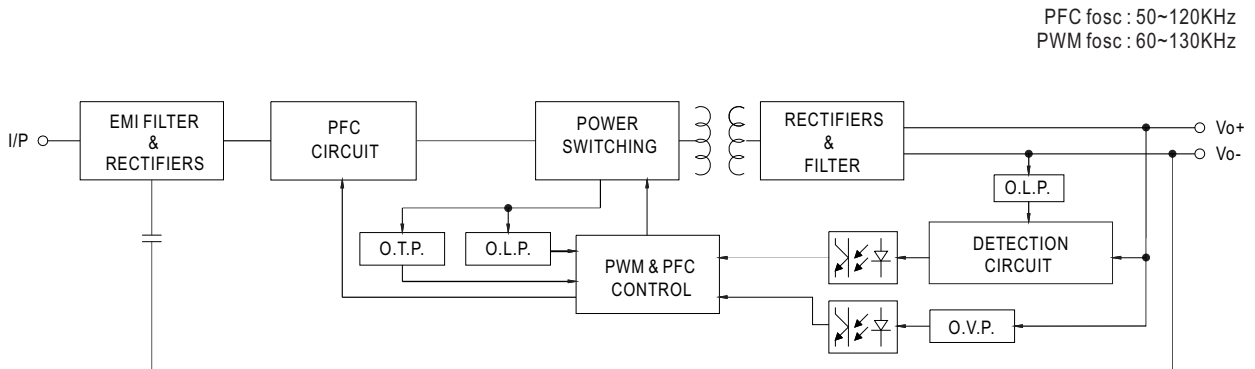 PFC fosc : 50~120KHz
PWM fosc : 60~130KHz
I/P
EMI FILTER
&
RECTIFIERS
PFC
CIRCUIT
POWER
SWITCHING
RECTIFIERS
&
FILTER
Vo+
Vo-
O.L.P.
O.T.P.
O.L.P.
PWM & PFC
CONTROL
DETECTION
CIRCUIT
O.V.P.